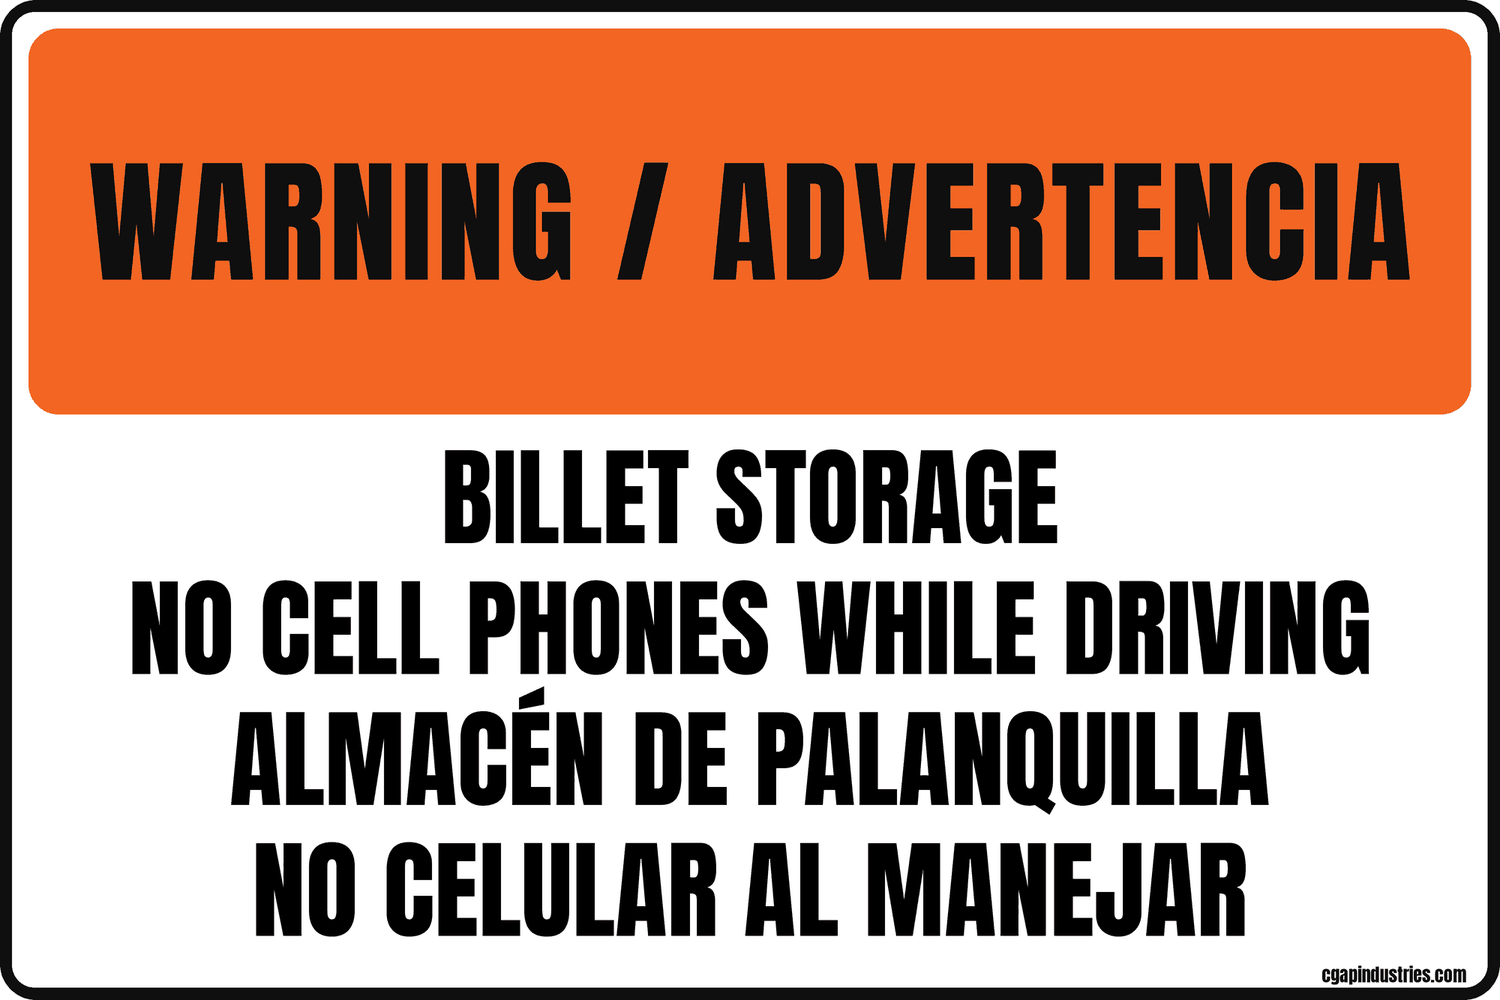 WARNING / ADVERTENCIA
BILLET STORAGE
NO CELL PHONES WHILE DRIVING
ALMACÉN DE PALANQUILLA
NO CELULAR AL MANEJAR
cgapindustries.com